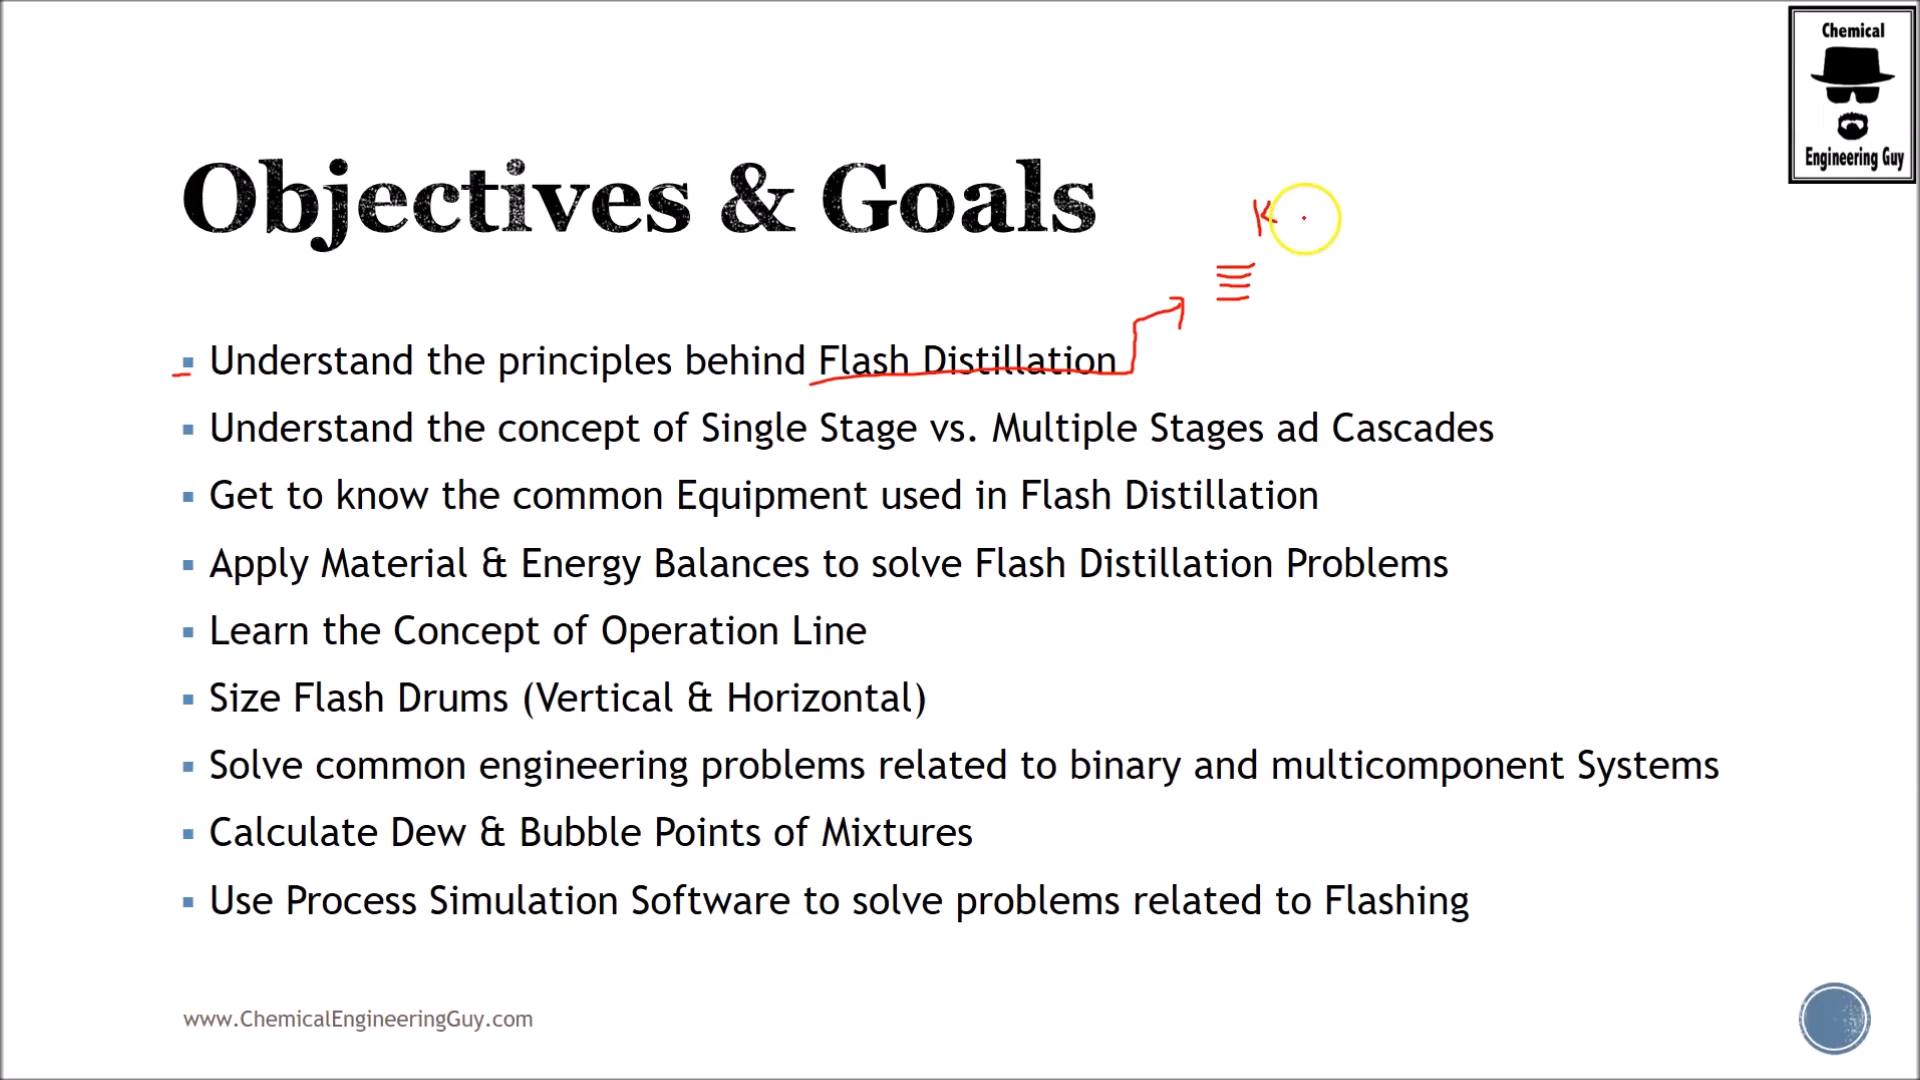 Chemical
Engineering Guy
Objectives & Goals
K
Understand the principles behind Flash Distillation
Understand the concept of Single Stage vs. Multiple Stages ad Cascades
Get to know the common Equipment used in Flash Distillation
Apply Material & Energy Balances to solve Flash Distillation Problems
Learn the Concept of Operation Line
Size Flash Drums (Vertical & Horizontal)
Solve common engineering problems related to binary and multicomponent Systems
Calculate Dew & Bubble Points of Mixtures
Use Process Simulation Software to solve problems related to Flashing
www.ChemicalEngineeringGuy.com